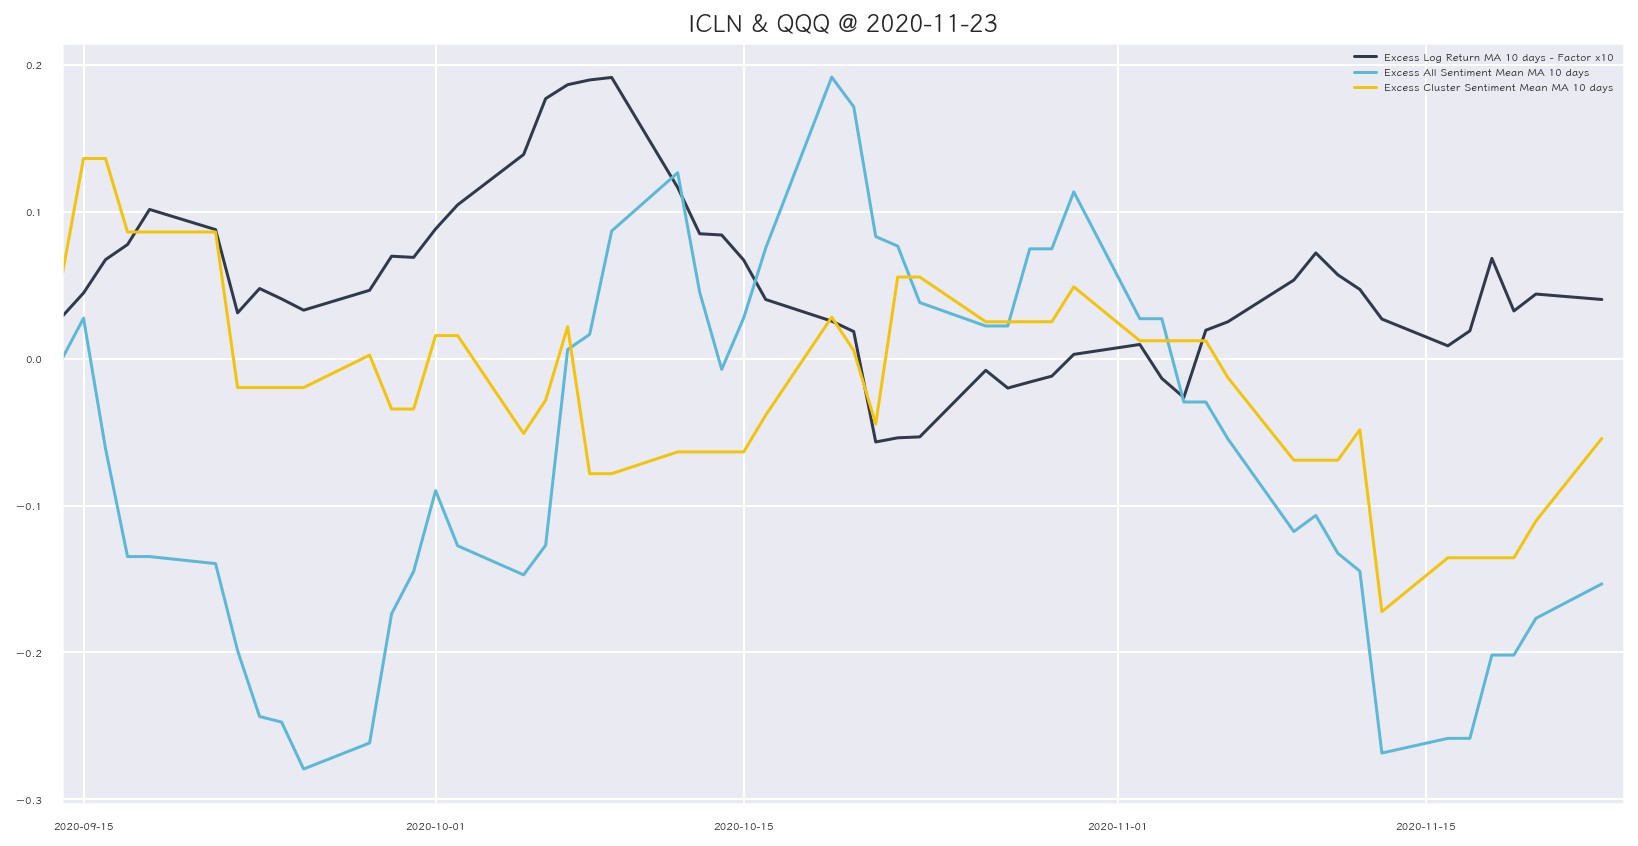 ICLN & QQQ @ 2020-11-23
Excess Log Return MA 10 days - Factor x10
Excess All Sentiment Mean MA 10 days
Excess Cluster Sentiment Mean MA 10 days
0.2
0.1
0.0
−0.1
−0.2
−0.3
2020-09-15
2020-10-01
2020-10-15
2020-11-01
2020-11-15